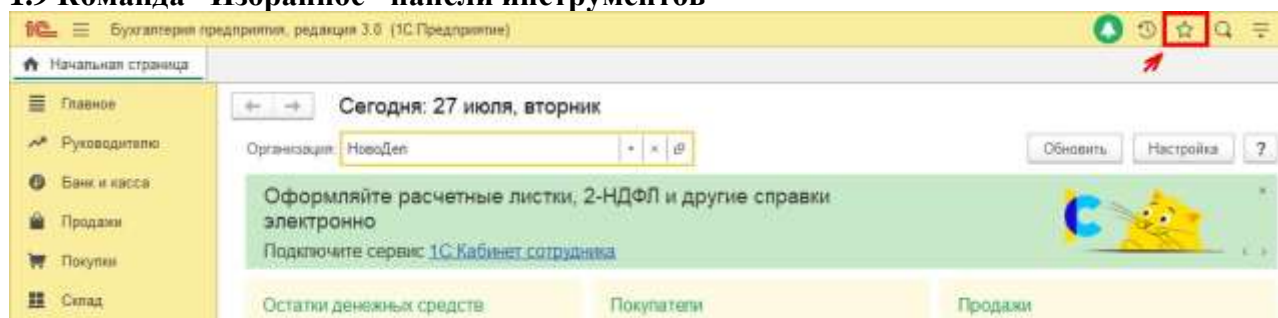 1.9 Команда "Избранное" панели инструментов
1С Бухгалтерия предприятия, редакция 3.0 (1С:Предприятие)
Начальная страница
Главное
Сегодня: 27 июля, вторник
Руководителю
Организация: НовоДел
Обновить Настройка ?
Банк и касса
Оформляйте расчетные листки, 2-НДФЛ и другие справки
Продажи
электронно
Подключите сервис 1С:Кабинет сотрудника
Покупки
Склад
Остатки денежных средств Покупатели Продажи